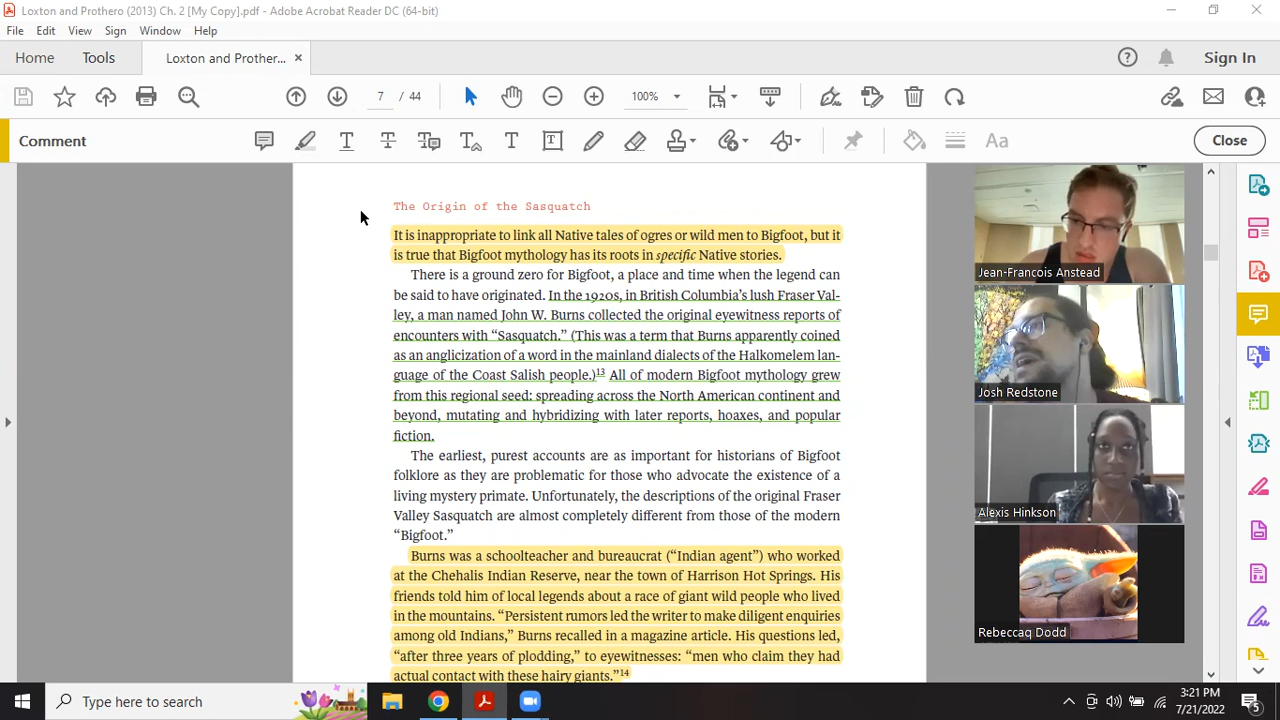 Loxton and Prothero (2013) Ch. 2 [My Copy].pdf - Adobe Acrobat Reader DC (64-bit)
File Edit View Sign Window Help
Home Tools Loxton and Prother... × Sign In
7 / 44 100%
Comment T T T T T T Aa Close
The Origin of the Sasquatch
It is inappropriate to link all Native tales of ogres or wild men to Bigfoot, but it
is true that Bigfoot mythology has its roots in specific Native stories.
There is a ground zero for Bigfoot, a place and time when the legend can
be said to have originated. In the 1920s, in British Columbia's lush Fraser Val-
ley, a man named John W. Burns collected the original eyewitness reports of
encounters with “Sasquatch.” (This was a term that Burns apparently coined
as an anglicization of a word in the mainland dialects of the Halkomelem lan-
guage of the Coast Salish people.)13 All of modern Bigfoot mythology grew
from this regional seed: spreading across the North American continent and
beyond, mutating and hybridizing with later reports, hoaxes, and popular
fiction.
The earliest, purest accounts are as important for historians of Bigfoot
folklore as they are problematic for those who advocate the existence of a
living mystery primate. Unfortunately, the descriptions of the original Fraser
Valley Sasquatch are almost completely different from those of the modern
“Bigfoot.”
Burns was a schoolteacher and bureaucrat (“Indian agent”) who worked
at the Chehalis Indian Reserve, near the town of Harrison Hot Springs. His
friends told him of local legends about a race of giant wild people who lived
in the mountains. “Persistent rumors led the writer to make diligent enquiries
among old Indians,” Burns recalled in a magazine article. His questions led,
“after three years of plodding,” to eyewitnesses: “men who claim they had
actual contact with these hairy giants.”14
Jean-Francois Anstead
Josh Redstone
Alexis Hinkson
Rebeccaq Dodd
Type here to search
3:21 PM
7/21/2022
5